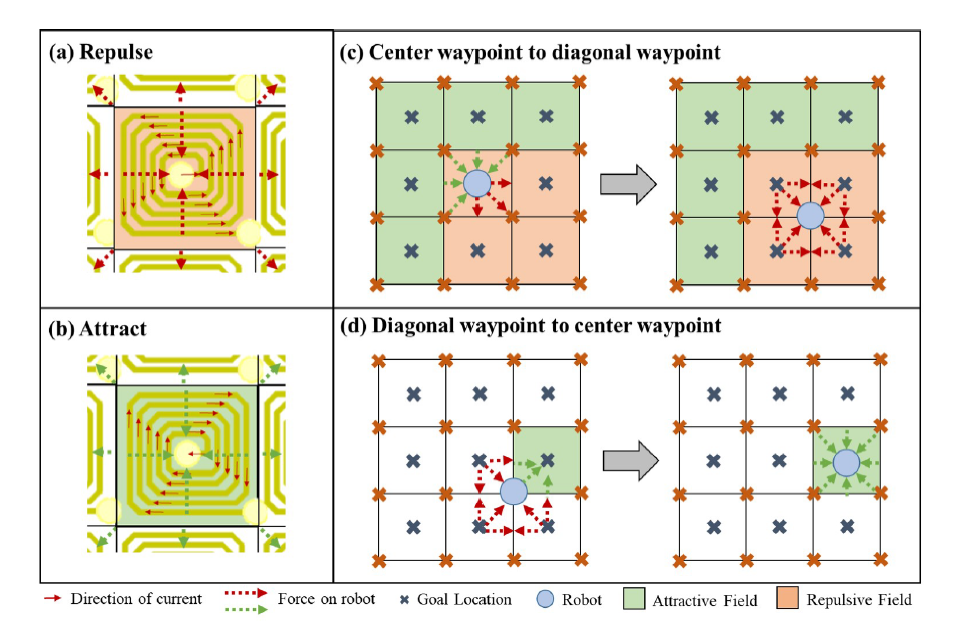 (a) Repulse
(c) Center waypoint to diagonal waypoint
(b) Attract
(d) Diagonal waypoint to center waypoint
Direction of current
Force on robot
Goal Location
Robot
Attractive Field
Repulsive Field